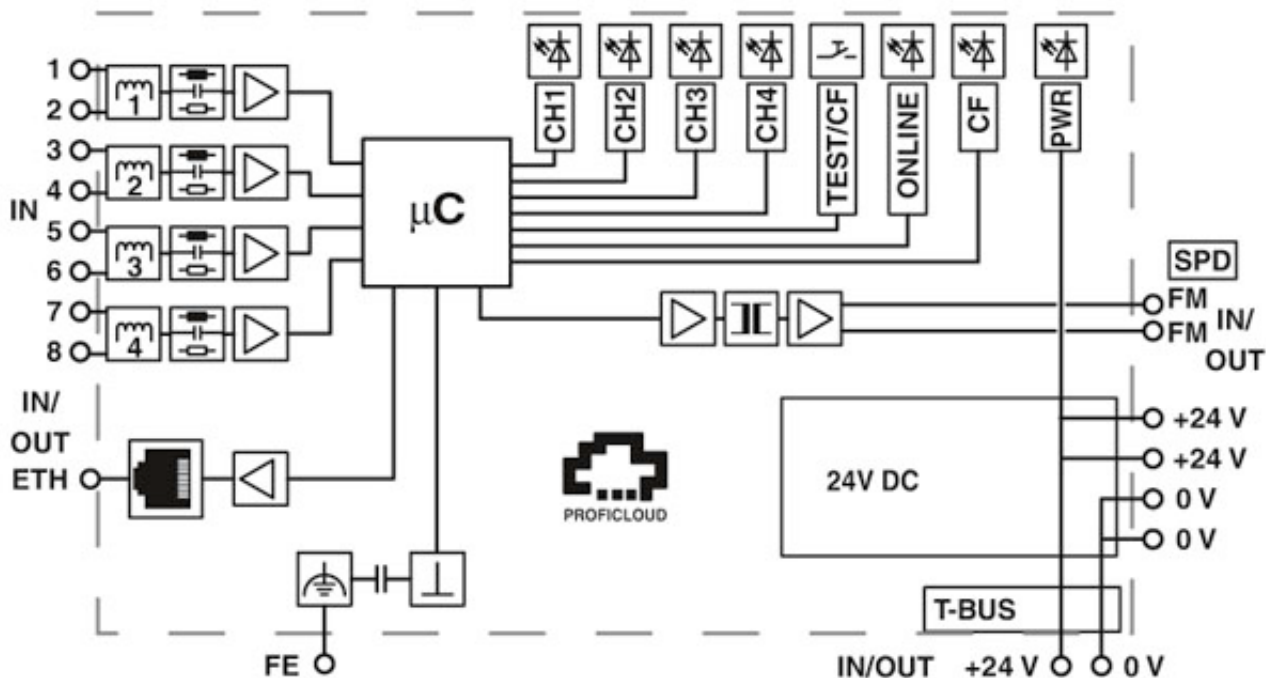 1
2
3
4
IN
5
6
7
8
1
2
3
4
µC
CH1
CH2
CH3
CH4
TEST/CF
ONLINE
CF
PWR
SPD
FM
FM
IN/
OUT
IN/
OUT
ETH
PROFICLOUD
24V DC
+24 V
+24 V
0 V
0 V
T-BUS
FE
IN/OUT +24 V 0 V